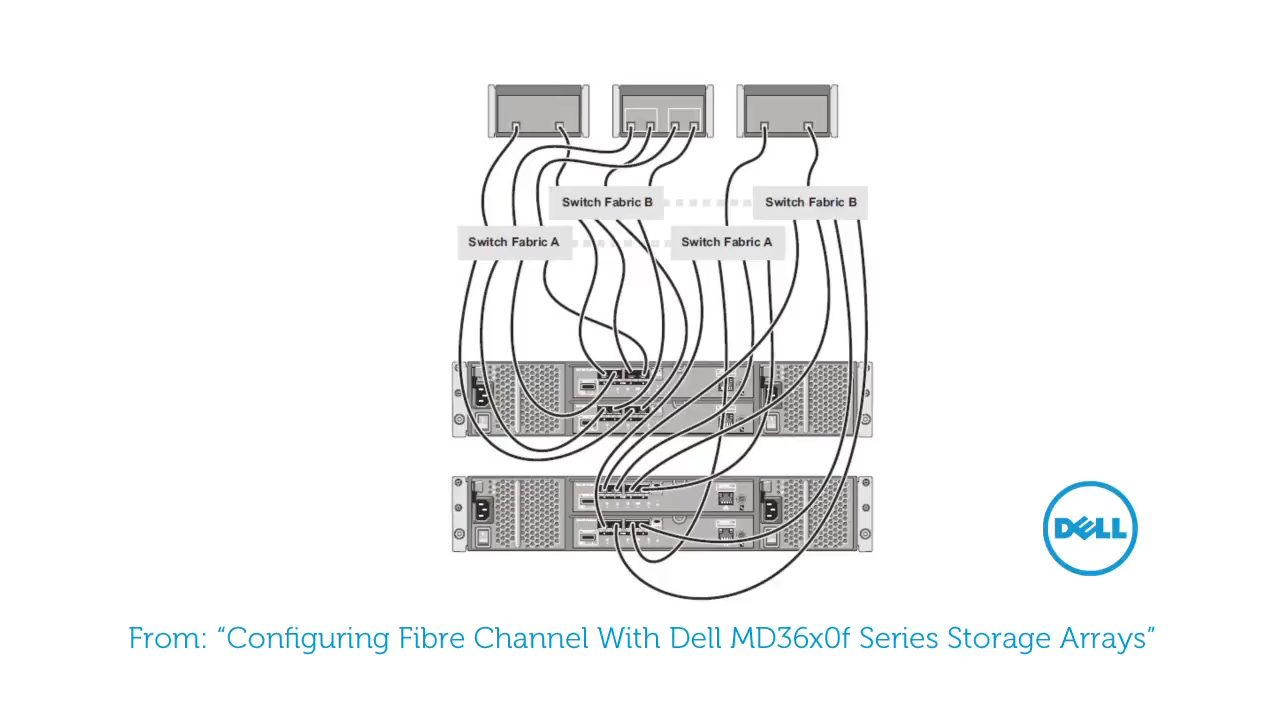 Switch Fabric B
Switch Fabric B
Switch Fabric A
Switch Fabric A
DELL
From: “Configuring Fibre Channel With Dell MD36x0f Series Storage Arrays”